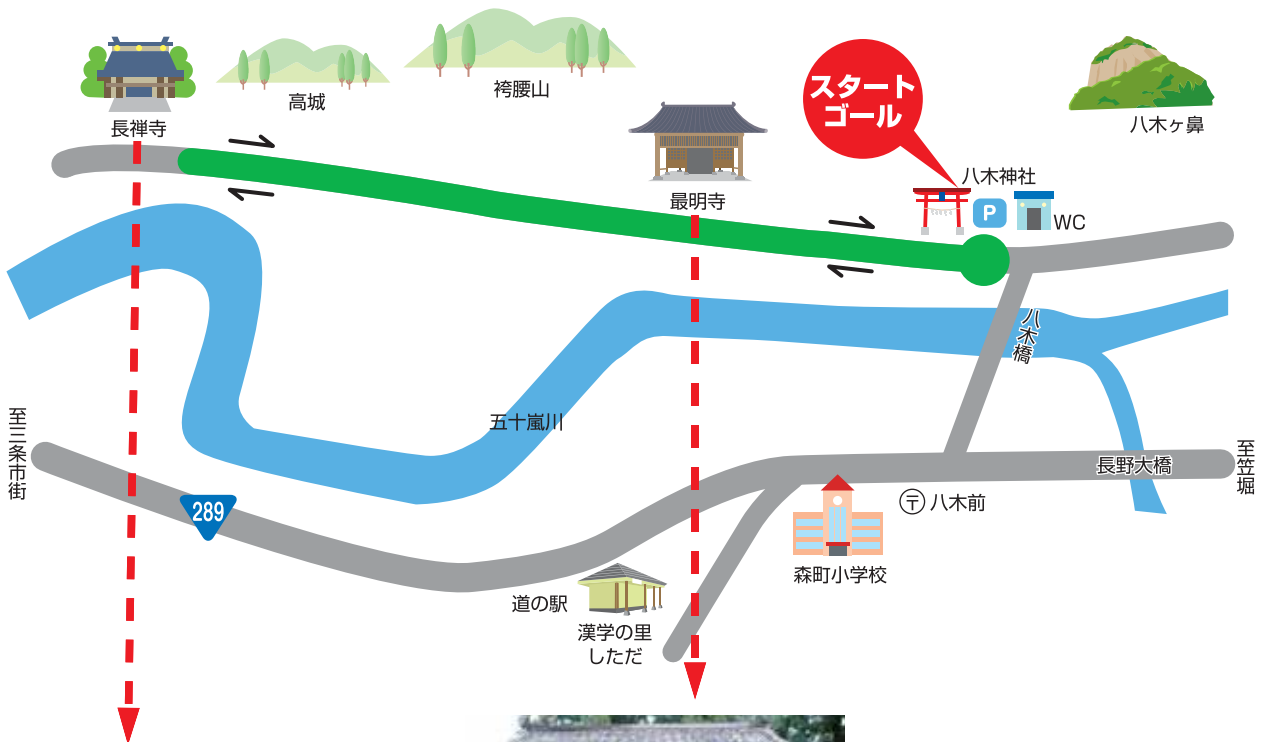 スタート
ゴール
長禅寺
高城
袴腰山
八木ヶ鼻
最明寺
八木神社
P
WC
八木橋
五十嵐川
至三条市街
289
長野大橋
至笠堀
〒八木前
森町小学校
道の駅
漢学の里
しただ